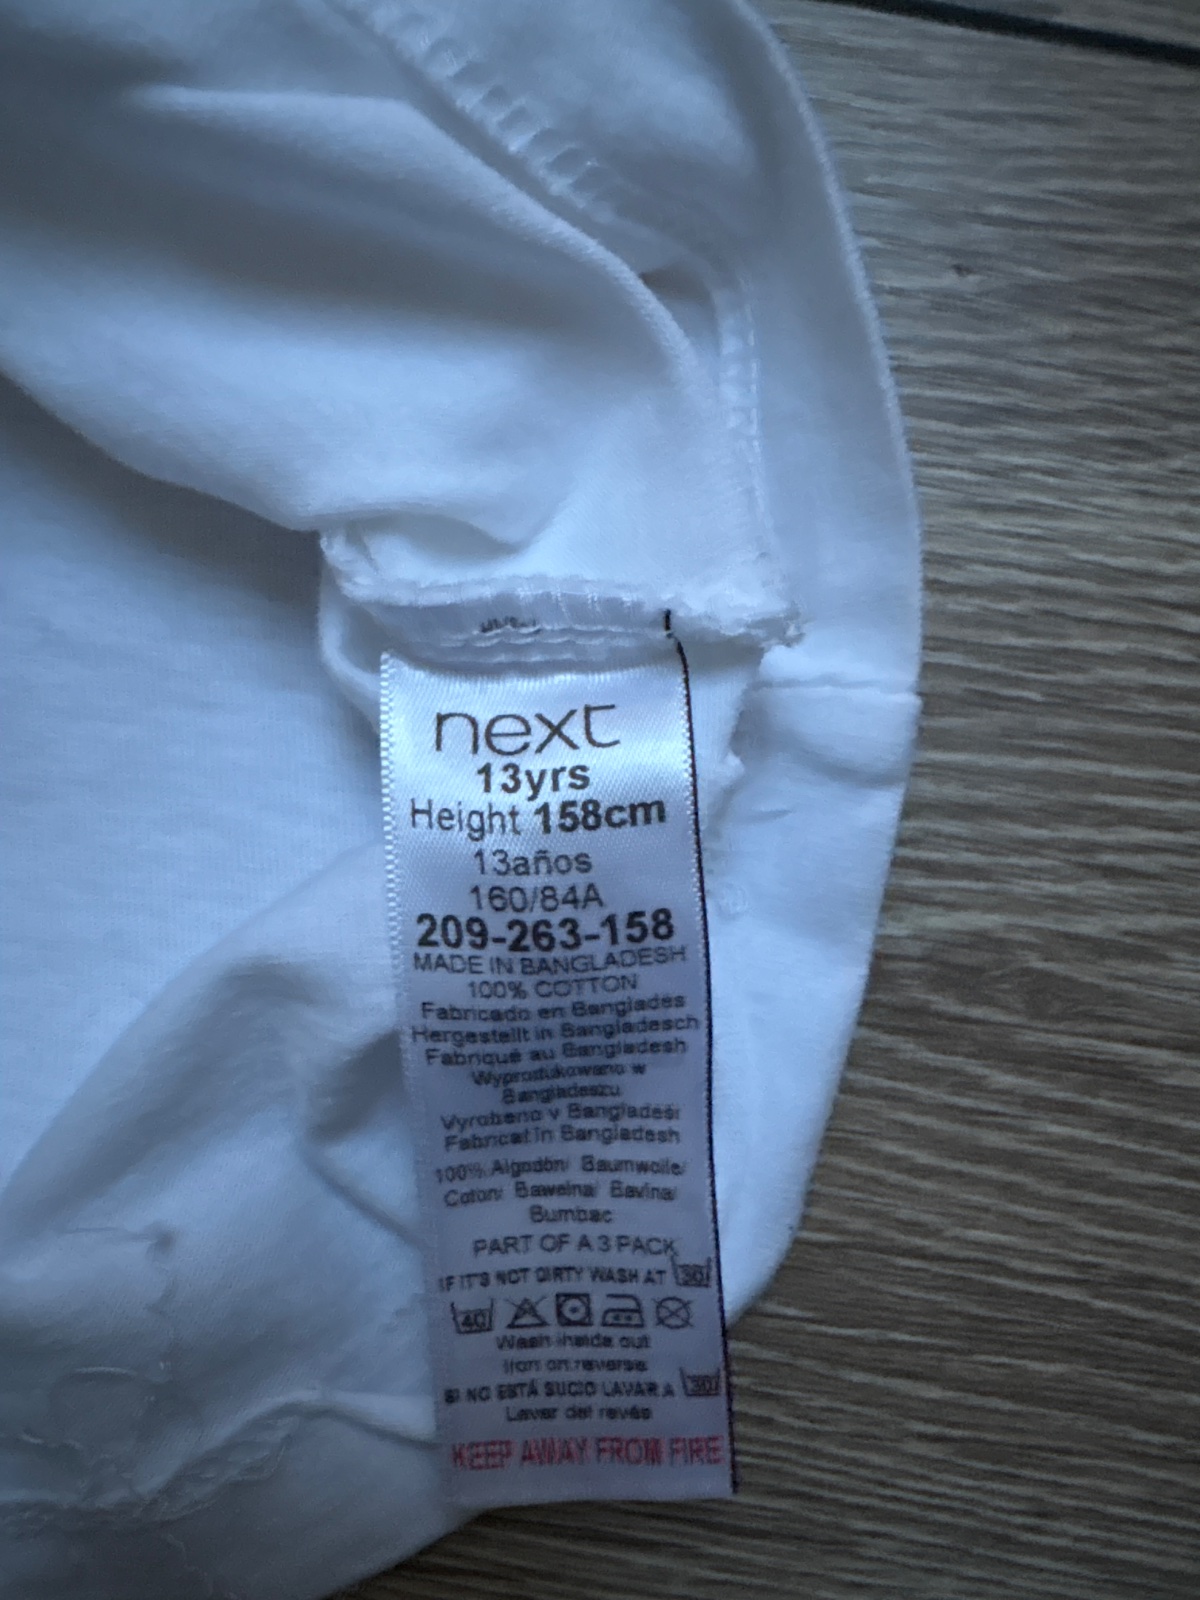 next
13yrs
Height 158cm
13años
160/84A
209-263-158
MADE IN BANGLADESH
100% COTTON
Fabricado en Bangladés
Hergestellt in Bangladesch
Fabriqué au Bangladesh
Wyprodukowano w
Bangladeszu
Vyrobeno v Bangladéši
Fabricat în Bangladesh
100% Algodón/ Baumwolle/
Coton/ Bawełna/ Bavlna/
Bumbac
PART OF A 3 PACK
IF IT'S NOT DIRTY WASH AT 30
40
Wash inside out
Iron on reverse
SI NO ESTÁ SUCIO LAVAR A 30
Lavar del revés
KEEP AWAY FROM FIRE